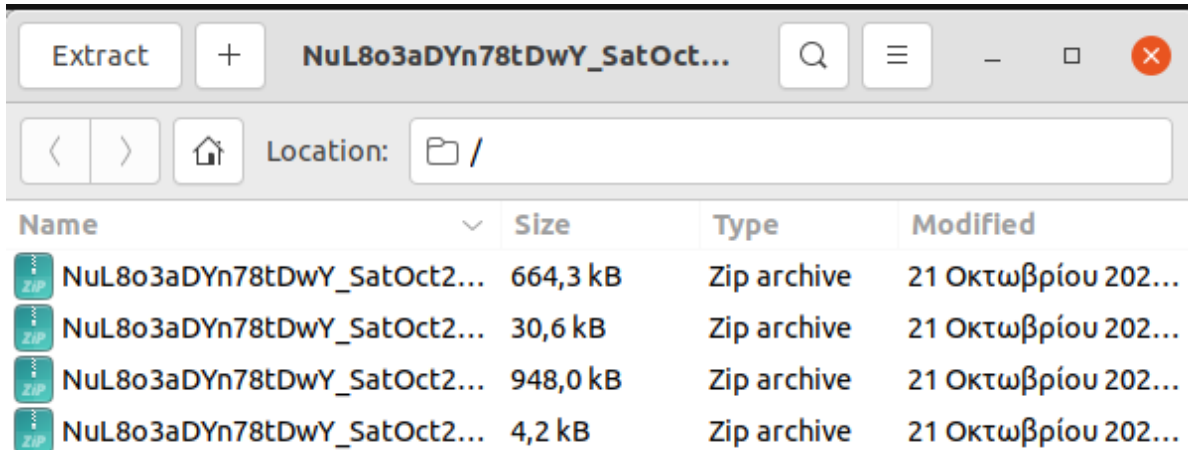 Extract + NuL8o3aDYn78tDwY_SatOct...
Location: /
Name Size Type Modified
ZIP NuL8o3aDYn78tDwY_SatOct2... 664,3 kB Zip archive 21 Οκτωβρίου 202...
ZIP NuL8o3aDYn78tDwY_SatOct2... 30,6 kB Zip archive 21 Οκτωβρίου 202...
ZIP NuL8o3aDYn78tDwY_SatOct2... 948,0 kB Zip archive 21 Οκτωβρίου 202...
ZIP NuL8o3aDYn78tDwY_SatOct2... 4,2 kB Zip archive 21 Οκτωβρίου 202...